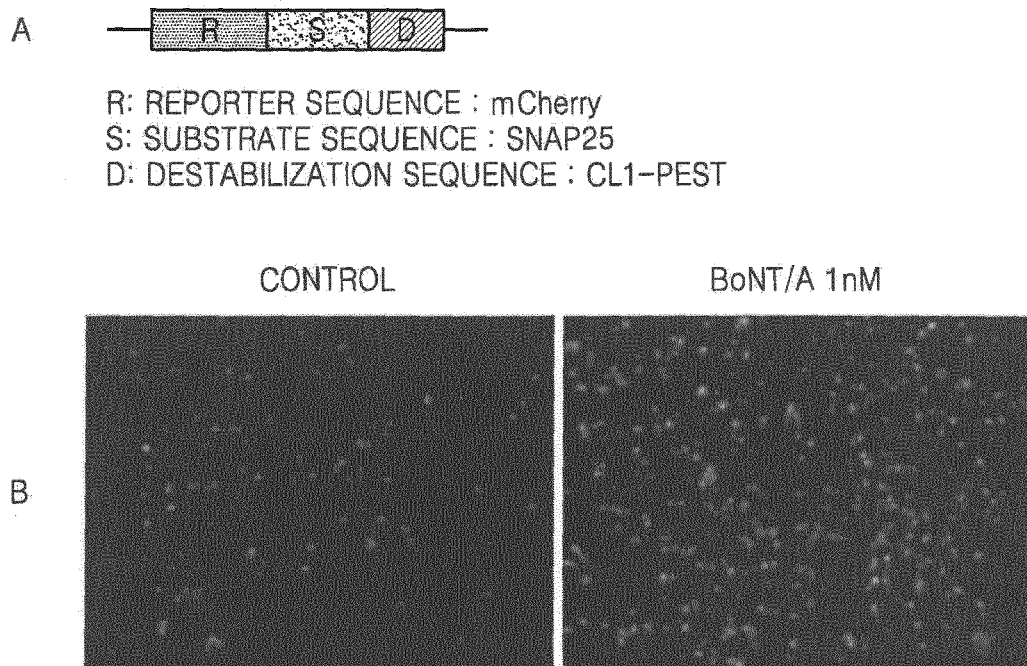 A
R S D
R: REPORTER SEQUENCE : mCherry
S: SUBSTRATE SEQUENCE : SNAP25
D: DESTABILIZATION SEQUENCE : CL1-PEST
CONTROL BoNT/A 1nM
B